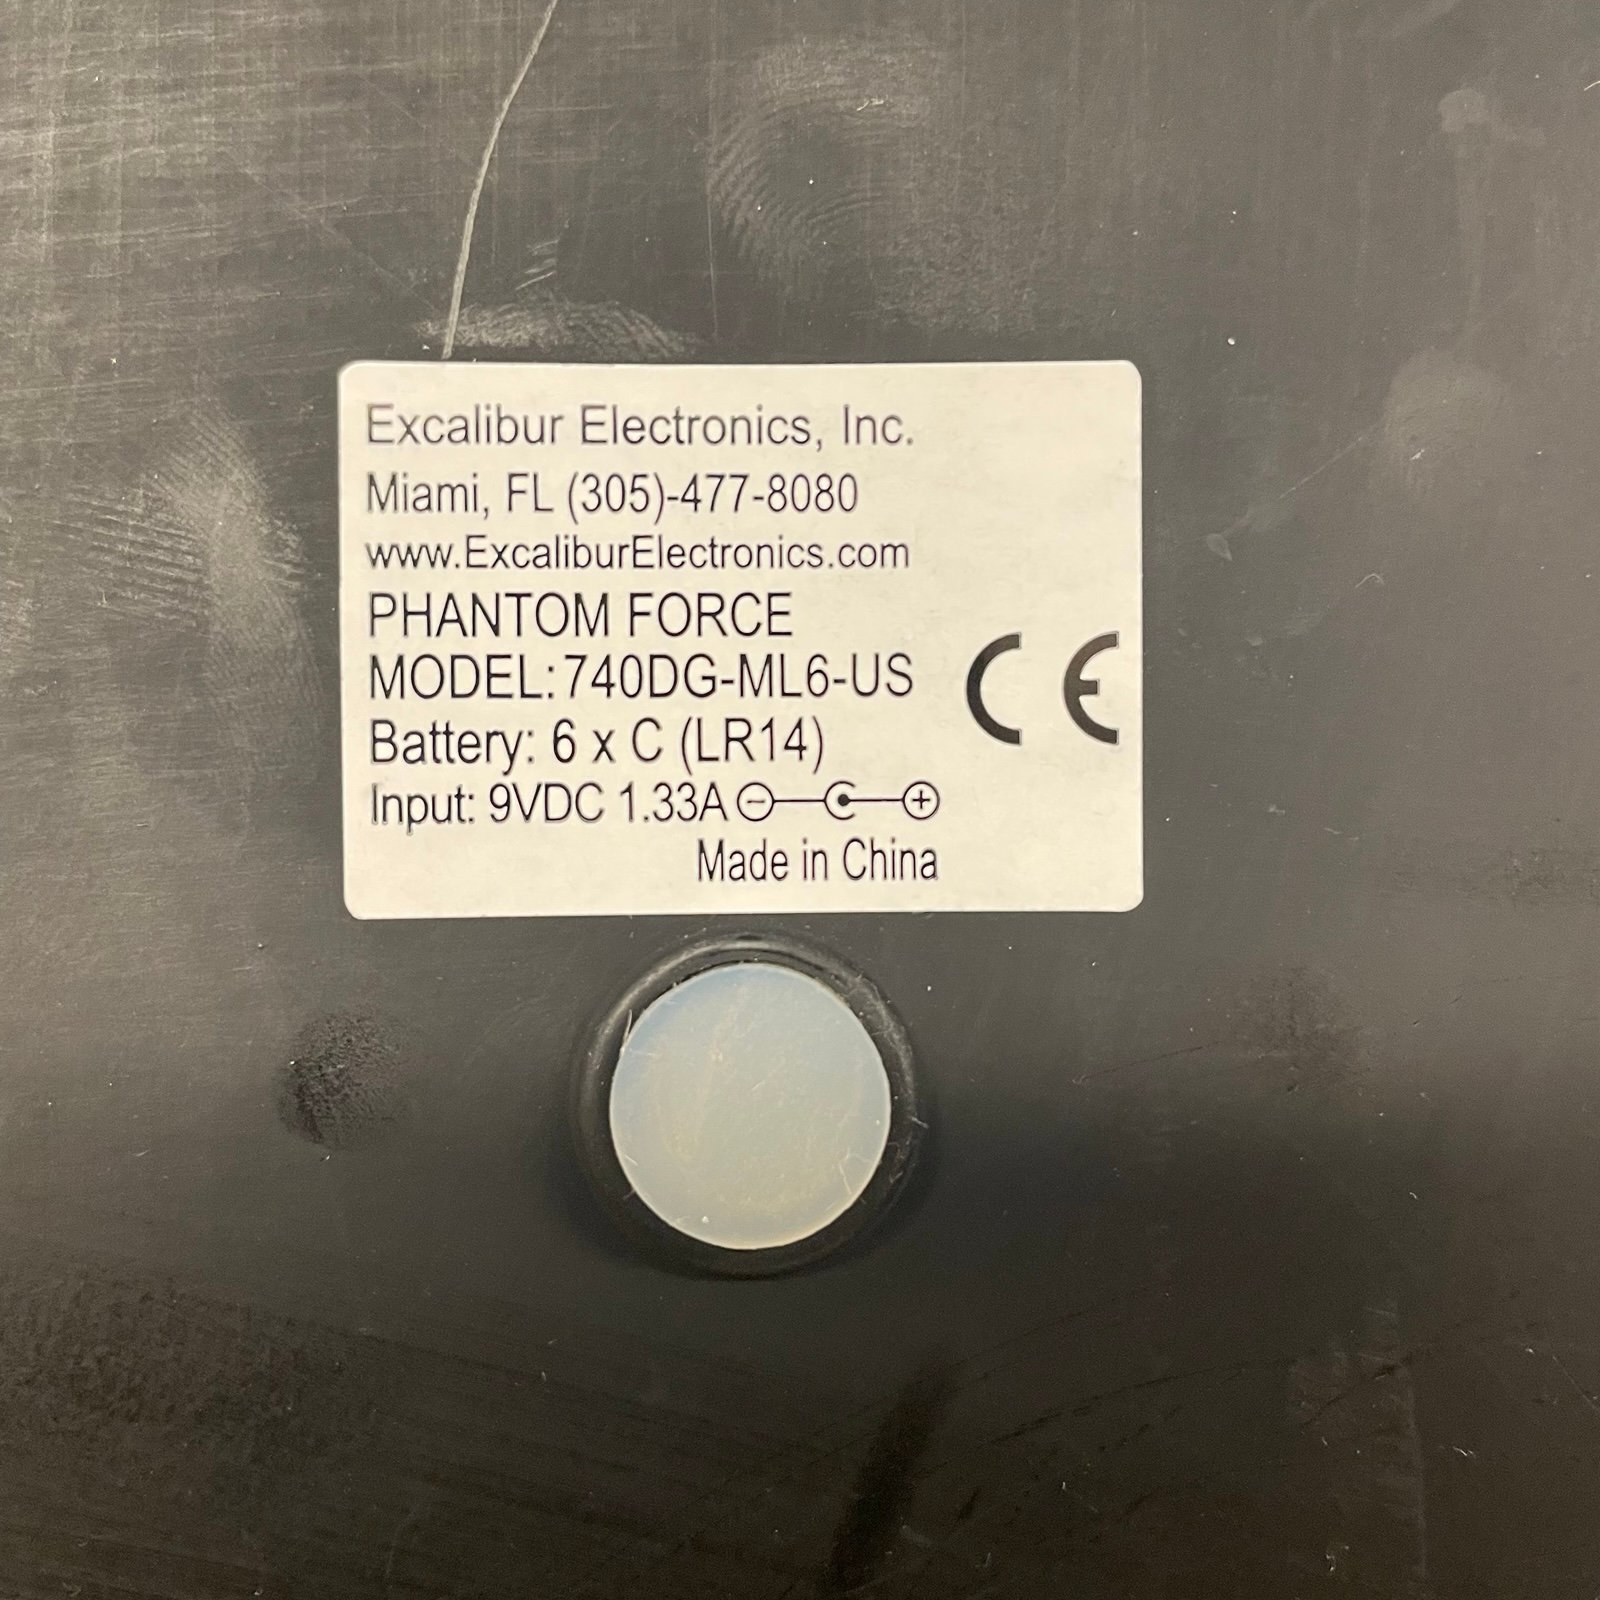 Excalibur Electronics, Inc.
Miami, FL (305)-477-8080
www.ExcaliburElectronics.com
PHANTOM FORCE
MODEL:740DG-ML6-US
Battery: 6 x C (LR14)
Input: 9VDC 1.33A
Made in China
CE